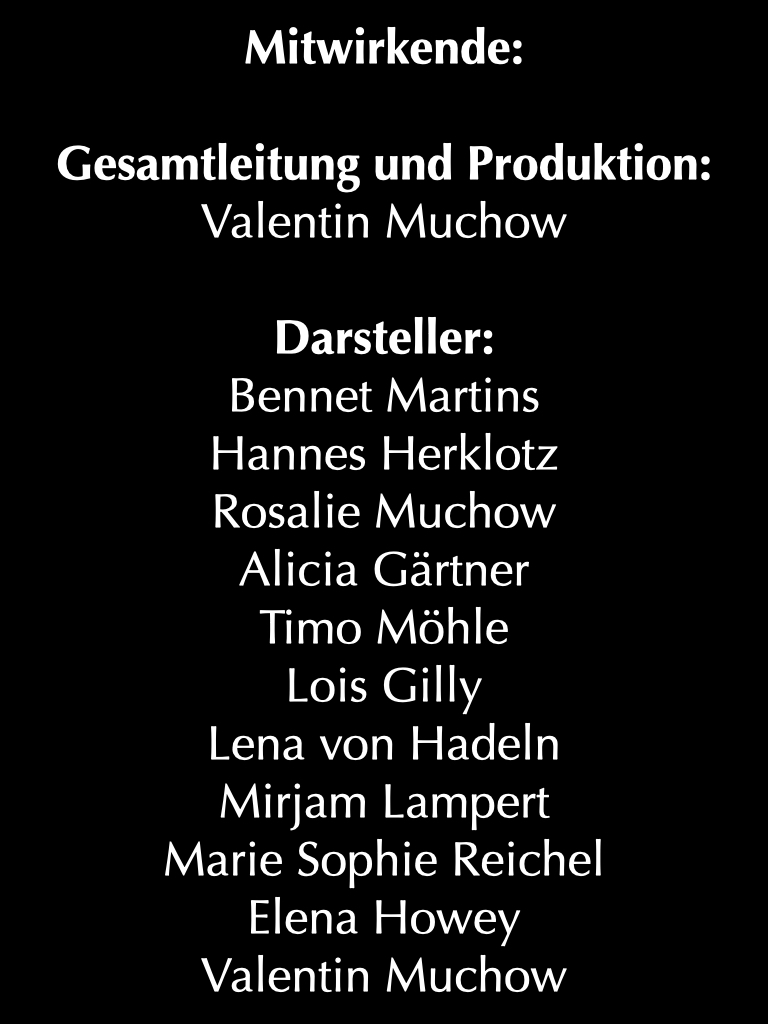 Mitwirkende:
Gesamtleitung und Produktion:
Valentin Muchow
Darsteller:
Bennet Martins
Hannes Herklotz
Rosalie Muchow
Alicia Gärtner
Timo Möhle
Lois Gilly
Lena von Hadeln
Mirjam Lampert
Marie Sophie Reichel
Elena Howey
Valentin Muchow